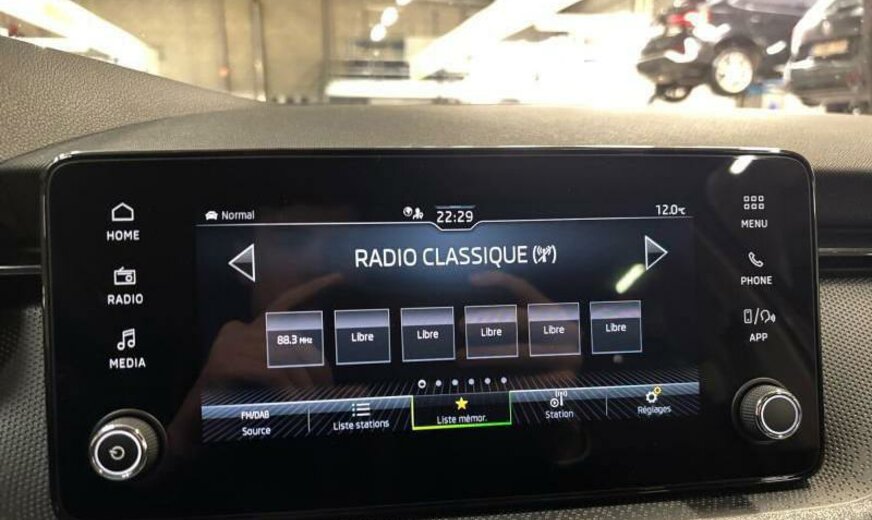 Normal
22:29
12.0°C
HOME
RADIO
MEDIA
RADIO CLASSIQUE
88.3 MHz
Libre
Libre
Libre
Libre
Libre
FM/DAB
Source
Liste stations
Liste mémor.
Station
Réglages
MENU
PHONE
APP